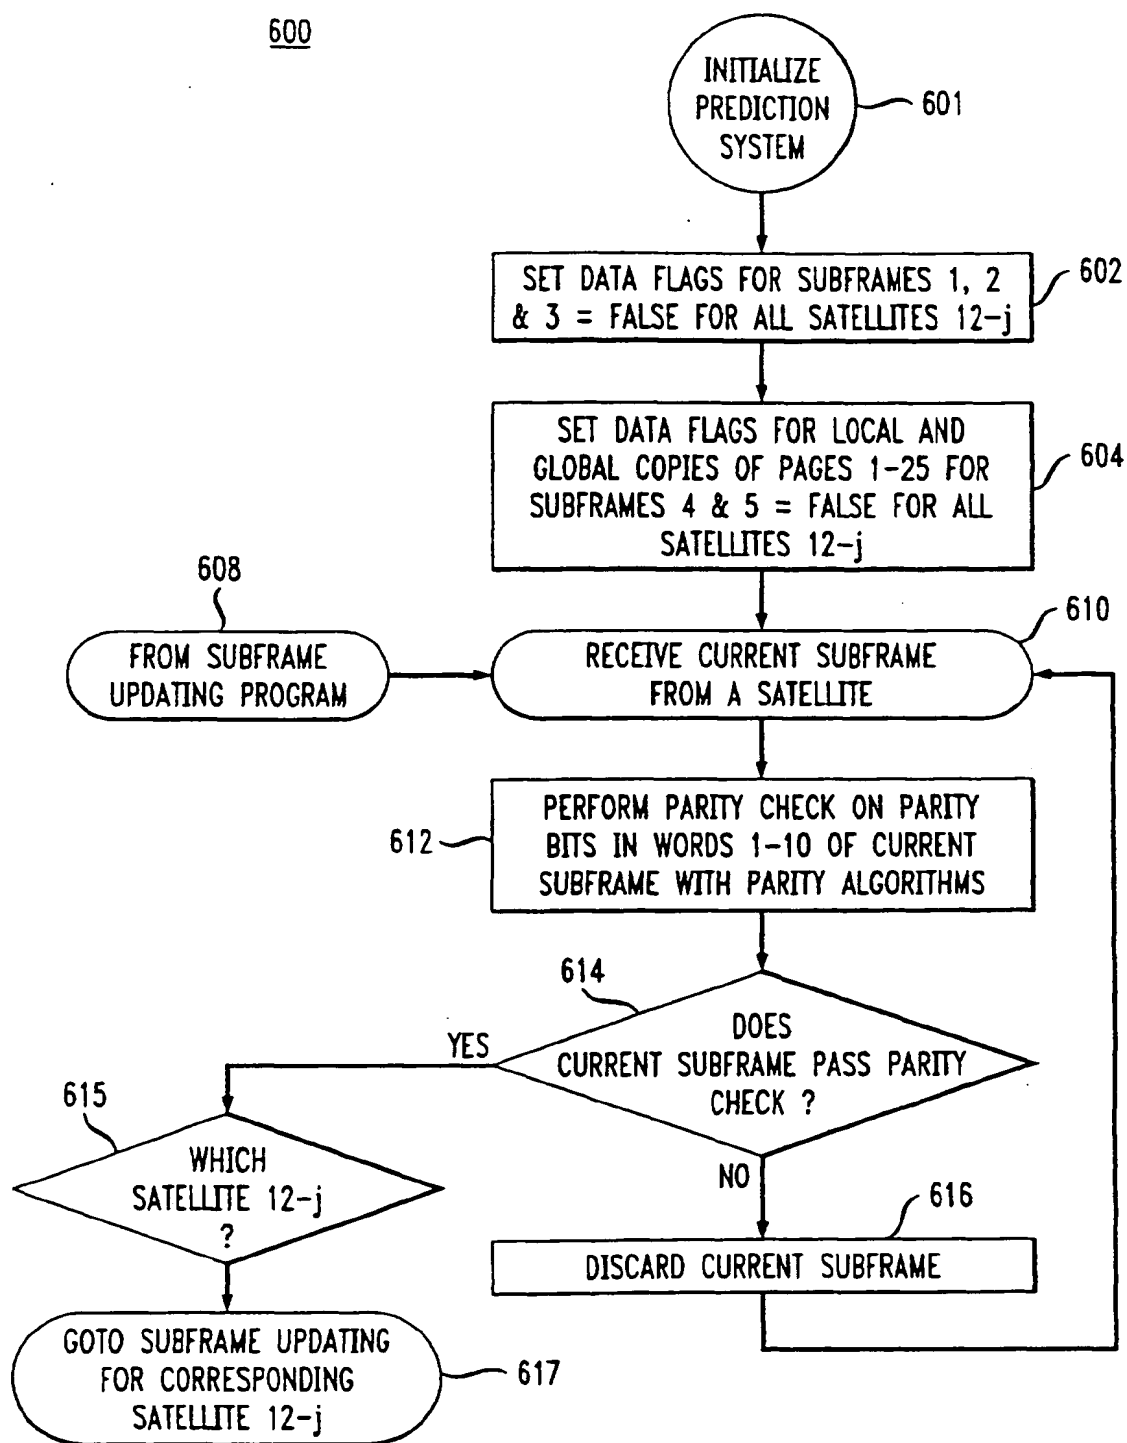 600
INITIALIZE
PREDICTION
SYSTEM
601
SET DATA FLAGS FOR SUBFRAMES 1, 2
& 3 = FALSE FOR ALL SATELLITES 12-j
602
SET DATA FLAGS FOR LOCAL AND
GLOBAL COPIES OF PAGES 1-25 FOR
SUBFRAMES 4 & 5 = FALSE FOR ALL
SATELLITES 12-j
604
608
FROM SUBFRAME
UPDATING PROGRAM
610
RECEIVE CURRENT SUBFRAME
FROM A SATELLITE
612
PERFORM PARITY CHECK ON PARITY
BITS IN WORDS 1-10 OF CURRENT
SUBFRAME WITH PARITY ALGORITHMS
614
DOES
CURRENT SUBFRAME PASS PARITY
CHECK ?
YES
NO
615
WHICH
SATELLITE 12-j
?
616
DISCARD CURRENT SUBFRAME
GOTO SUBFRAME UPDATING
FOR CORRESPONDING
SATELLITE 12-j
617